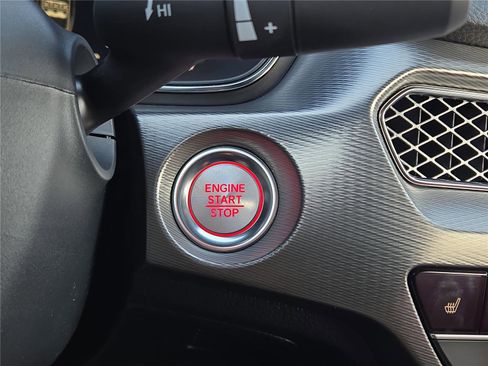 HI
+
ENGINE
START
STOP